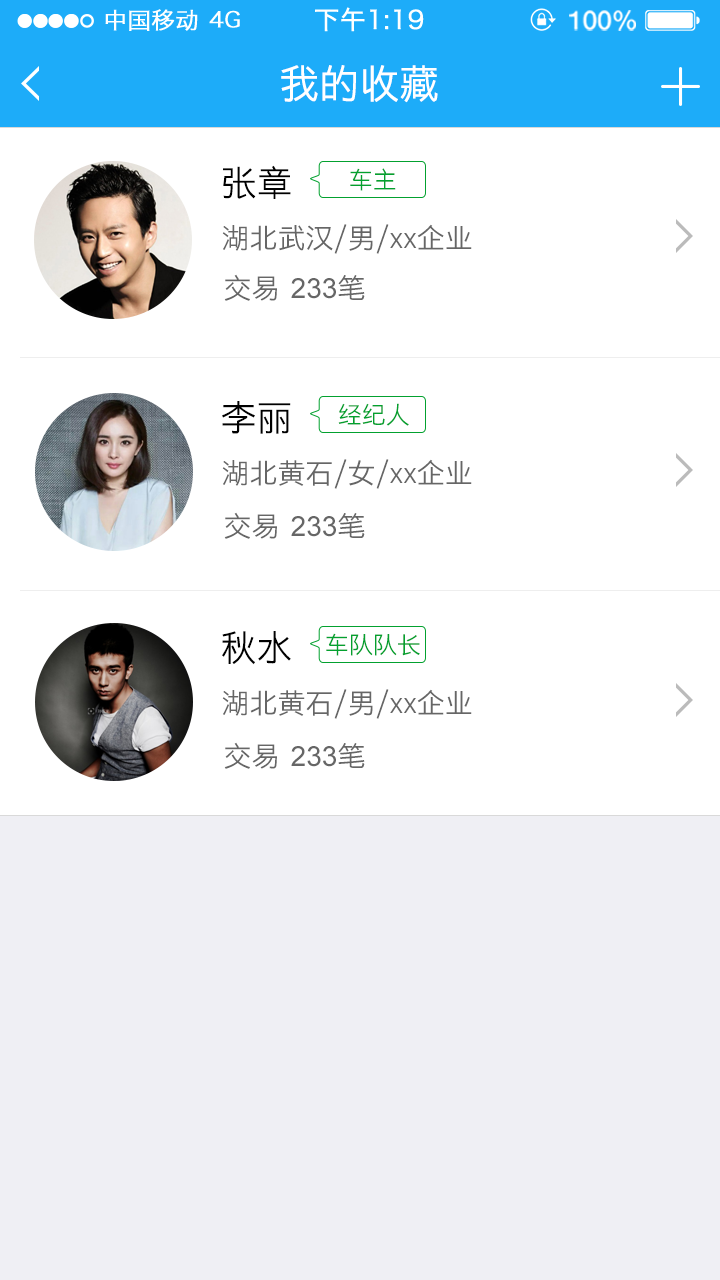 中国移动 4G 下午1:19 100%
我的收藏
张章 车主
湖北武汉/男/xx企业
交易 233笔
李丽 经纪人
湖北黄石/女/xx企业
交易 233笔
秋水 车队队长
湖北黄石/男/xx企业
交易 233笔